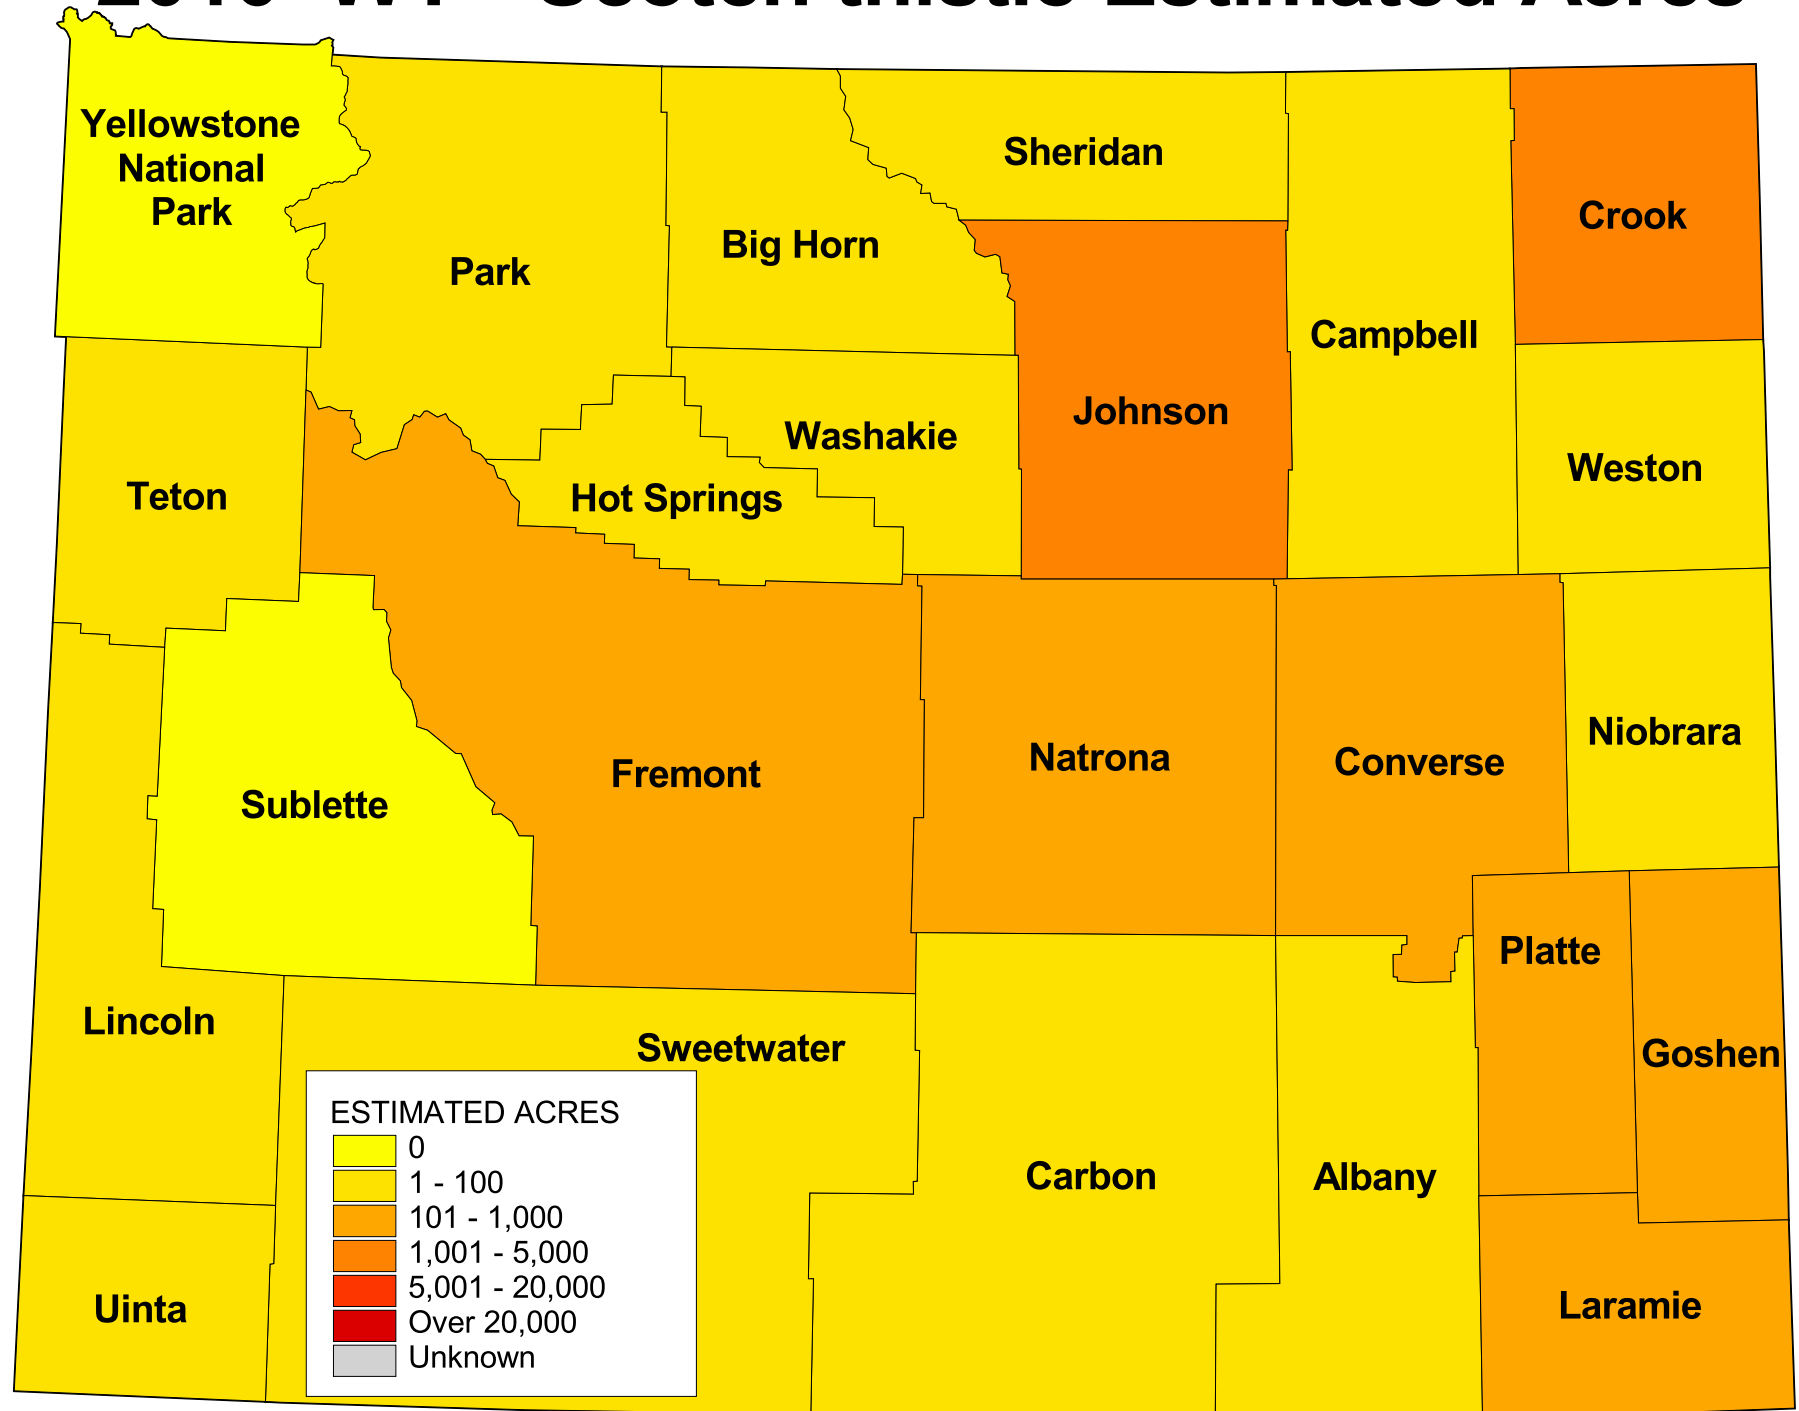 Yellowstone
National
Park
Park
Big Horn
Sheridan
Crook
Campbell
Johnson
Washakie
Weston
Teton
Hot Springs
Niobrara
Natrona
Converse
Fremont
Sublette
Platte
Lincoln
Sweetwater
Goshen
Carbon
Albany
Uinta
Laramie
ESTIMATED ACRES
0
1 - 100
101 - 1,000
1,001 - 5,000
5,001 - 20,000
Over 20,000
Unknown